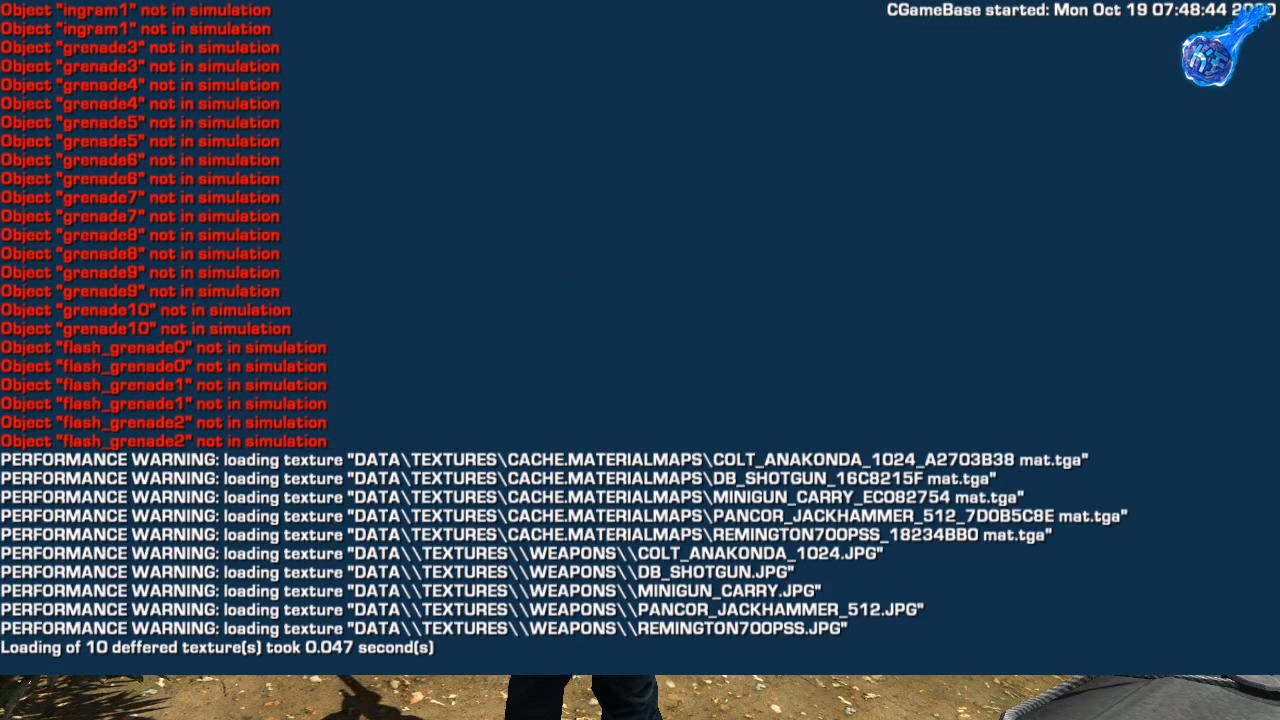 Object "ingram1" not in simulation
CGameBase started: Mon Oct 19 07:48:44
Object "ingram1" not in simulation
Object "grenade3" not in simulation
Object "grenade3" not in simulation
Object "grenade4" not in simulation
Object "grenade4" not in simulation
Object "grenade5" not in simulation
Object "grenade5" not in simulation
Object "grenade6" not in simulation
Object "grenade6" not in simulation
Object "grenade7" not in simulation
Object "grenade7" not in simulation
Object "grenade8" not in simulation
Object "grenade8" not in simulation
Object "grenade9" not in simulation
Object "grenade9" not in simulation
Object "grenade10" not in simulation
Object "grenade10" not in simulation
Object "flash_grenade0" not in simulation
Object "flash_grenade0" not in simulation
Object "flash_grenade1" not in simulation
Object "flash_grenade1" not in simulation
Object "flash_grenade2" not in simulation
Object "flash_grenade2" not in simulation
PERFORMANCE WARNING: loading texture "DATA\TEXTURES\CACHE.MATERIALMAPS\COLT_ANAKONDA_1024_A2703B38 mat.tga"
PERFORMANCE WARNING: loading texture "DATA\TEXTURES\CACHE.MATERIALMAPS\DB_SHOTGUN_16C8215F mat.tga"
PERFORMANCE WARNING: loading texture "DATA\TEXTURES\CACHE.MATERIALMAPS\MINIGUN_CARRY_EC082754 mat.tga"
PERFORMANCE WARNING: loading texture "DATA\TEXTURES\CACHE.MATERIALMAPS\PANCOR_JACKHAMMER_512_7D0B5C8E mat.tga"
PERFORMANCE WARNING: loading texture "DATA\TEXTURES\CACHE.MATERIALMAPS\REMINGTON700PSS_18234BB0 mat.tga"
PERFORMANCE WARNING: loading texture "DATA\\TEXTURES\\WEAPONS\\COLT_ANAKONDA_1024.JPG"
PERFORMANCE WARNING: loading texture "DATA\\TEXTURES\\WEAPONS\\DB_SHOTGUN.JPG"
PERFORMANCE WARNING: loading texture "DATA\\TEXTURES\\WEAPONS\\MINIGUN_CARRY.JPG"
PERFORMANCE WARNING: loading texture "DATA\\TEXTURES\\WEAPONS\\PANCOR_JACKHAMMER_512.JPG"
PERFORMANCE WARNING: loading texture "DATA\\TEXTURES\\WEAPONS\\REMINGTON700PSS.JPG"
Loading of 10 deffered texture(s) took 0.047 second(s)